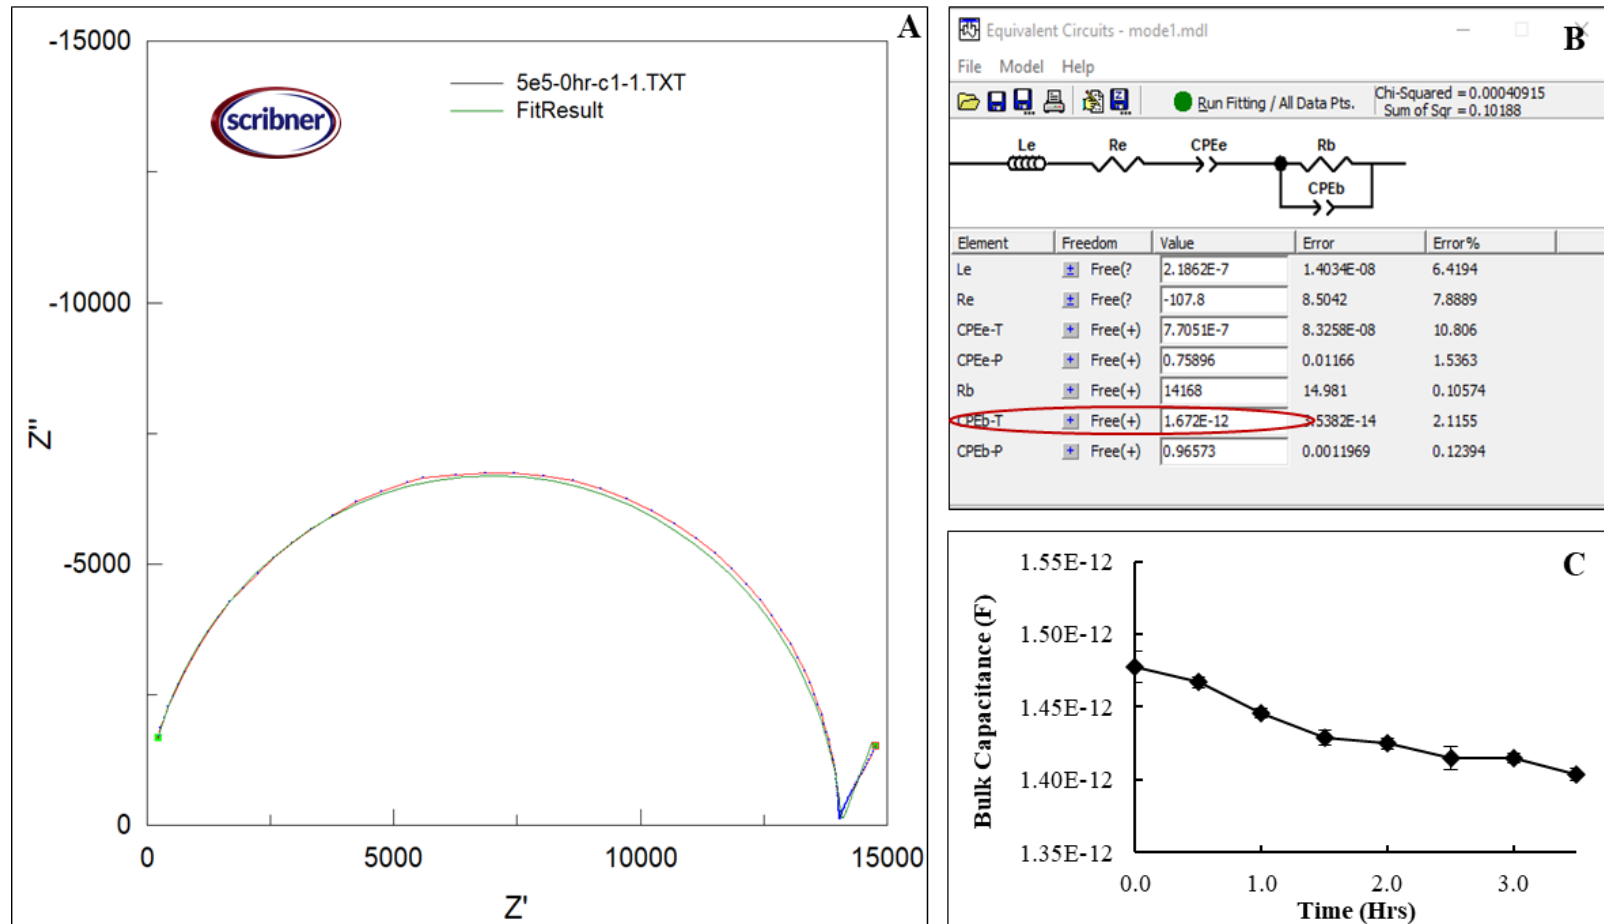 A
-15000
-10000
-5000
0
Z''
scribner
5e5-0hr-c1-1.TXT
FitResult
0
5000
10000
15000
Z'
B
Equivalent Circuits - mode1.mdl
File Model Help
Run Fitting / All Data Pts.
Chi-Squared = 0.00040915
Sum of Sqr = 0.10188
Le Re CPEe Rb
CPEb
Element Freedom Value Error Error%
Le Free(? 2.1862E-7 1.4034E-08 6.4194
Re Free(? -107.8 8.5042 7.8889
CPEe-T Free(+) 7.7051E-7 8.3258E-08 10.806
CPEe-P Free(+) 0.75896 0.01166 1.5363
Rb Free(+) 14168 14.981 0.10574
CPEb-T Free(+) 1.672E-12 5382E-14 2.1155
CPEb-P Free(+) 0.96573 0.0011969 0.12394
C
1.55E-12
1.50E-12
1.45E-12
1.40E-12
1.35E-12
Bulk Capacitance (F)
0.0 1.0 2.0 3.0
Time (Hrs)